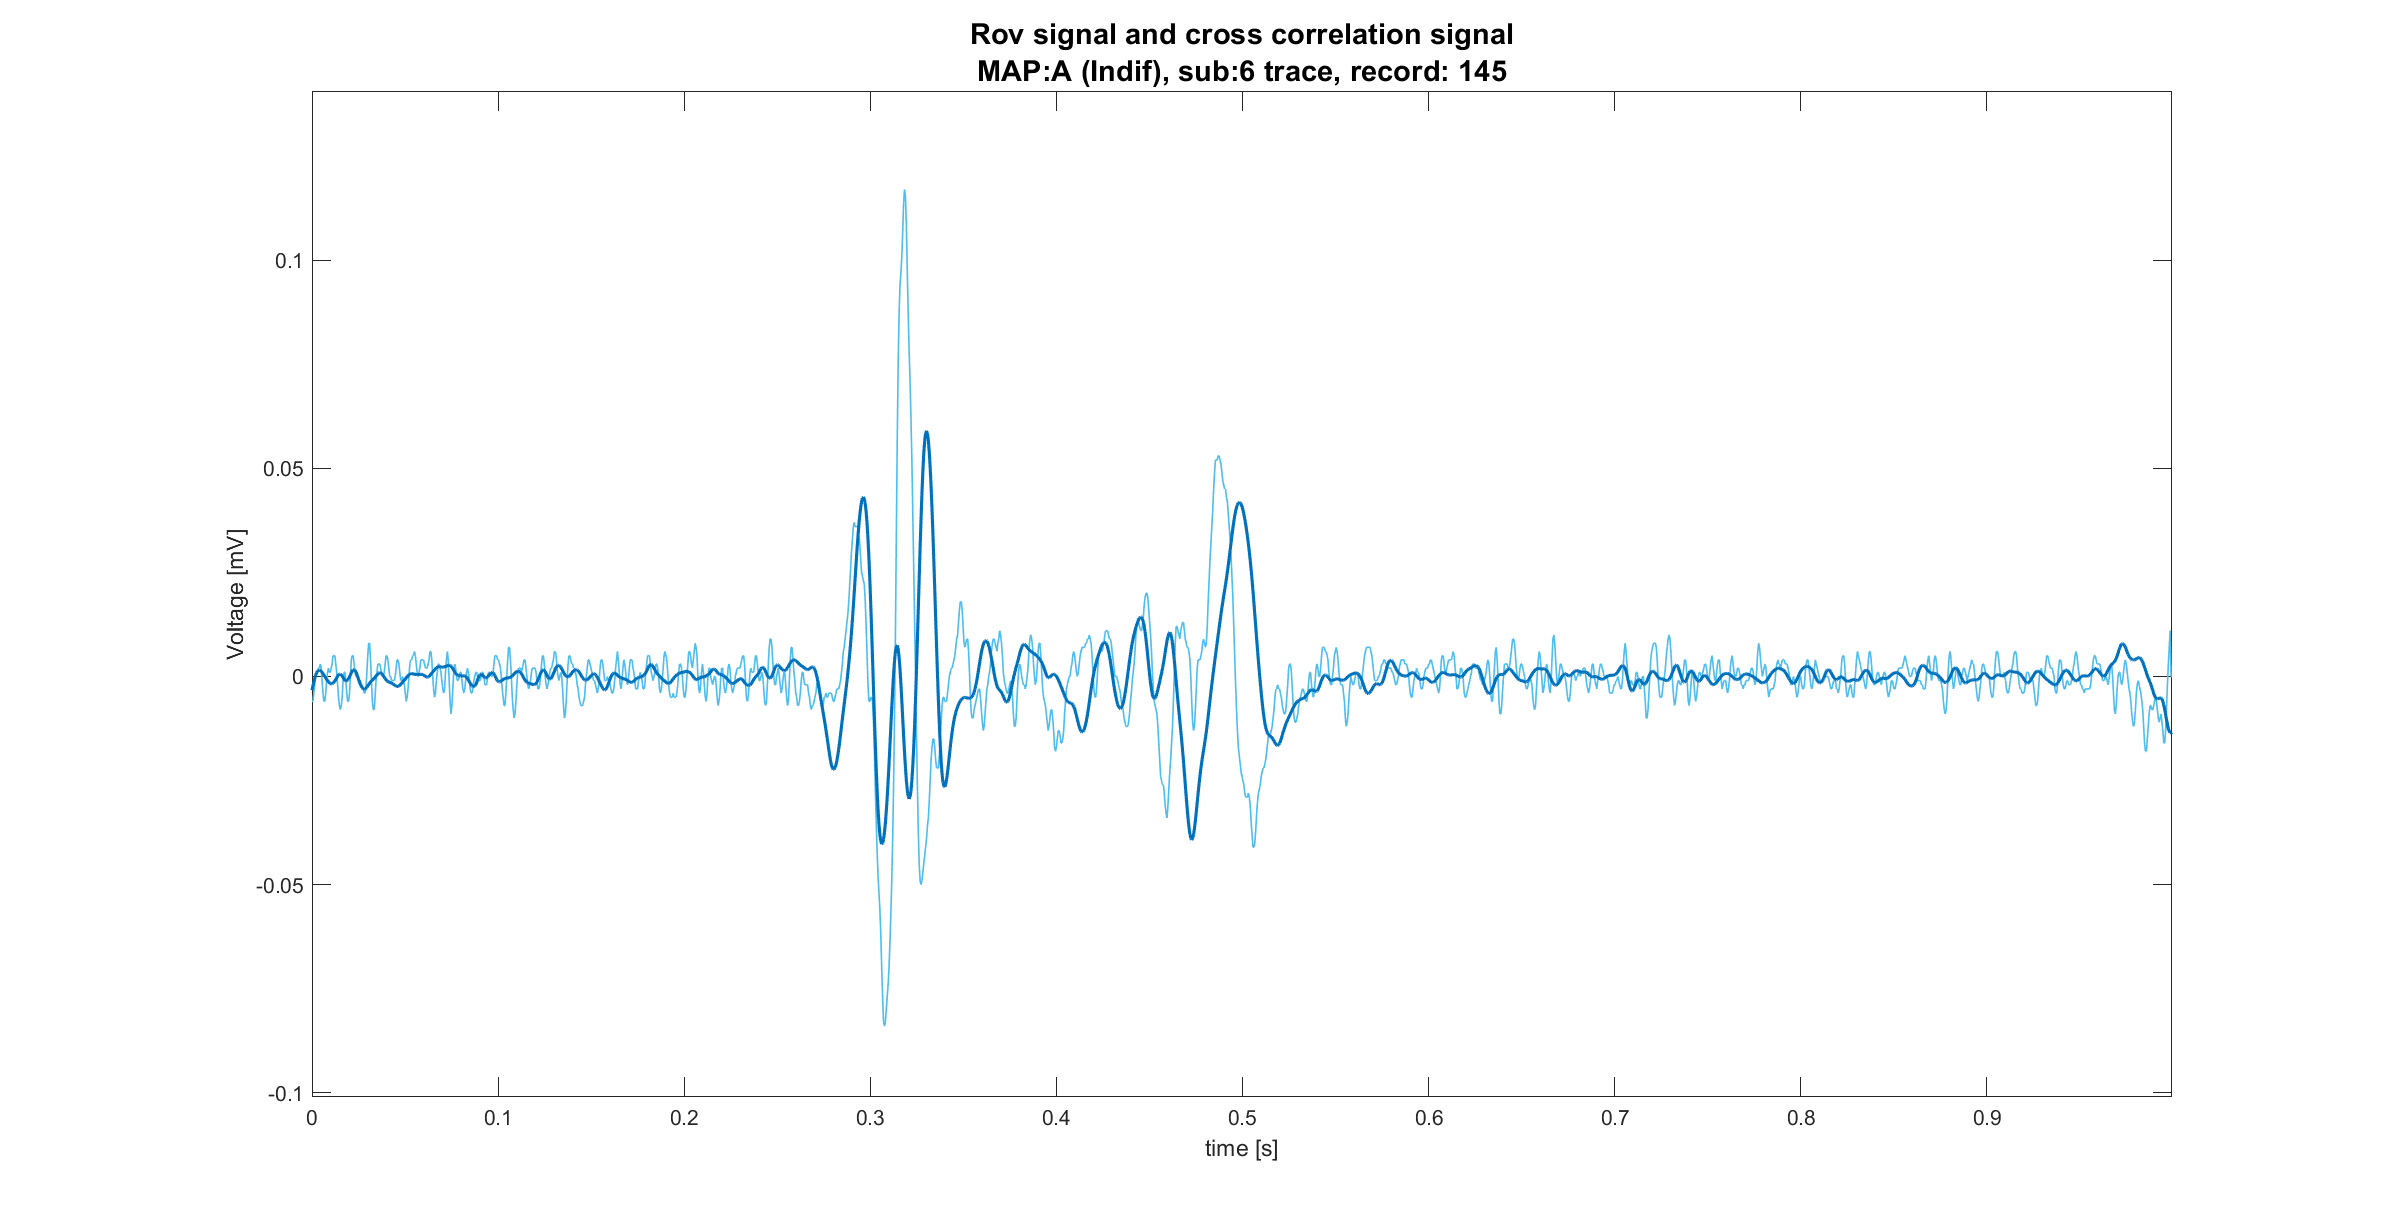 Rov signal and cross correlation signal
MAP:A (Indif), sub:6 trace, record: 145
0.1
0.05
0
-0.05
-0.1
Voltage [mV]
0 0.1 0.2 0.3 0.4 0.5 0.6 0.7 0.8 0.9
time [s]